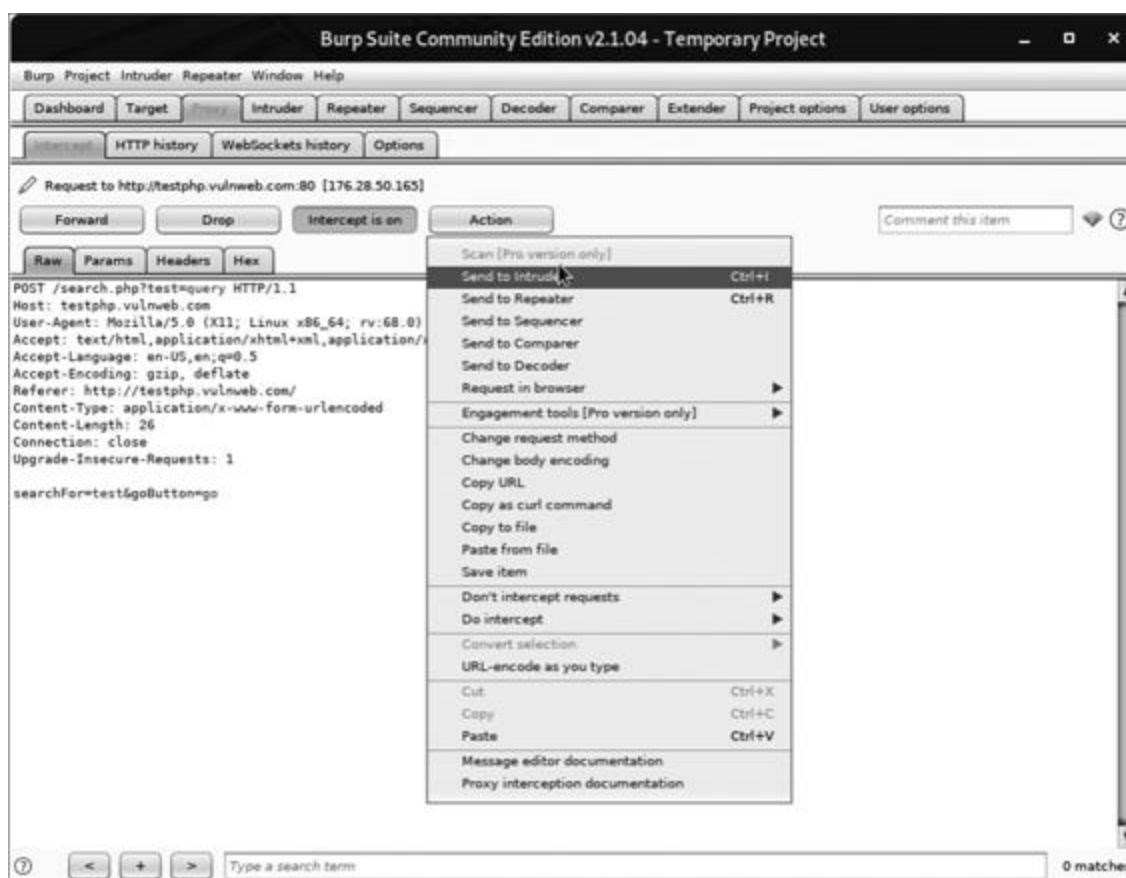 Burp Suite Community Edition v2.1.04 - Temporary Project
Burp Project Intruder Repeater Window Help
Dashboard Target Proxy Intruder Repeater Sequencer Decoder Comparer Extender Project options User options
Intercept HTTP history WebSockets history Options
Request to http://testphp.vulnweb.com:80 [176.28.50.165]
Forward Drop Intercept is on Action Comment this item
Raw Params Headers Hex
POST /search.php?test=query HTTP/1.1
Host: testphp.vulnweb.com
User-Agent: Mozilla/5.0 (X11; Linux x86_64; rv:68.0)
Accept: text/html,application/xhtml+xml,application/
Accept-Language: en-US,en;q=0.5
Accept-Encoding: gzip, deflate
Referer: http://testphp.vulnweb.com/
Content-Type: application/x-www-form-urlencoded
Content-Length: 26
Connection: close
Upgrade-Insecure-Requests: 1
searchFor=test&goButton=go
Scan [Pro version only]
Send to Intruder Ctrl+I
Send to Repeater Ctrl+R
Send to Sequencer
Send to Comparer
Send to Decoder
Request in browser
Engagement tools [Pro version only]
Change request method
Change body encoding
Copy URL
Copy as curl command
Copy to file
Paste from file
Save item
Don't intercept requests
Do intercept
Convert selection
URL-encode as you type
Cut Ctrl+X
Copy Ctrl+C
Paste Ctrl+V
Message editor documentation
Proxy interception documentation
? < + > Type a search term 0 matche